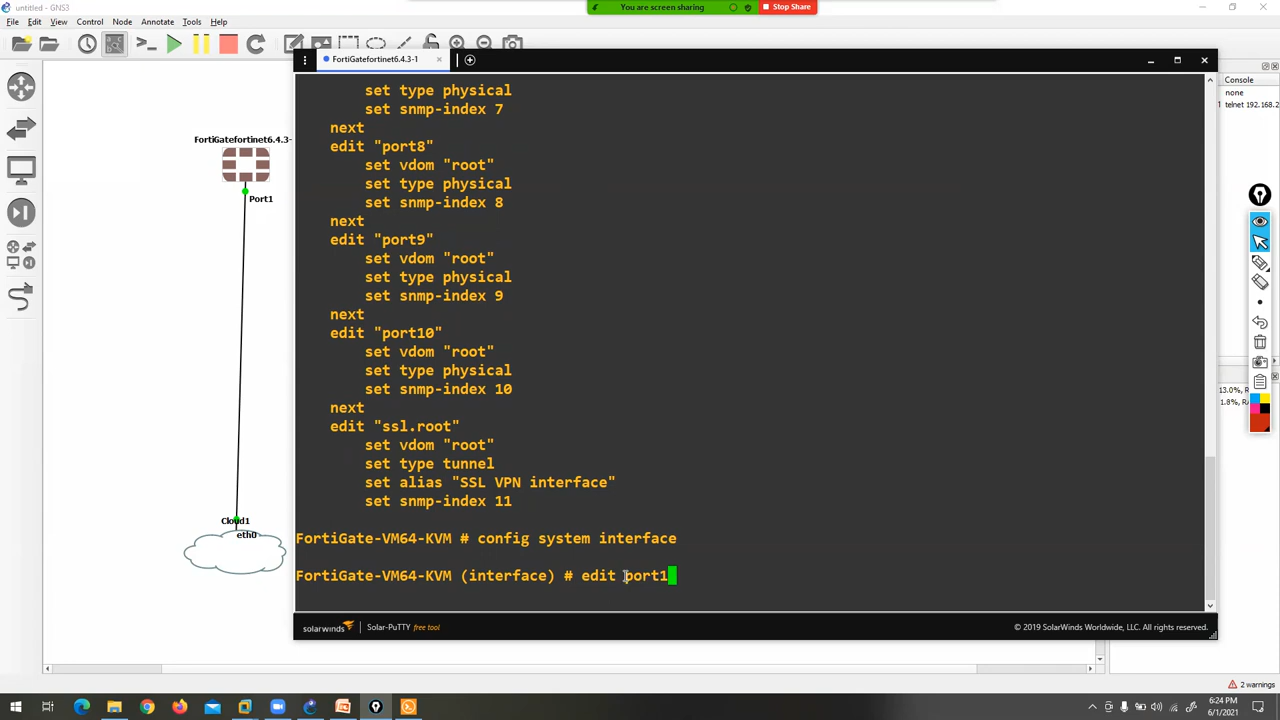 untitled - GNS3
You are screen sharing
Stop Share
File Edit View Control Node Annotate Tools Help
FortiGatefortinet6.4.3-1
Console
none
telnet 192.168.2
FortiGatefortinet6.4.3-
Port1
Cloud1
eth0
set type physical
set snmp-index 7
next
edit "port8"
set vdom "root"
set type physical
set snmp-index 8
next
edit "port9"
set vdom "root"
set type physical
set snmp-index 9
next
edit "port10"
set vdom "root"
set type physical
set snmp-index 10
next
edit "ssl.root"
set vdom "root"
set type tunnel
set alias "SSL VPN interface"
set snmp-index 11
FortiGate-VM64-KVM # config system interface
FortiGate-VM64-KVM (interface) # edit port1
solarwinds Solar-PuTTY free tool
© 2019 SolarWinds Worldwide, LLC. All rights reserved.
2 warnings
6:24 PM
6/1/2021